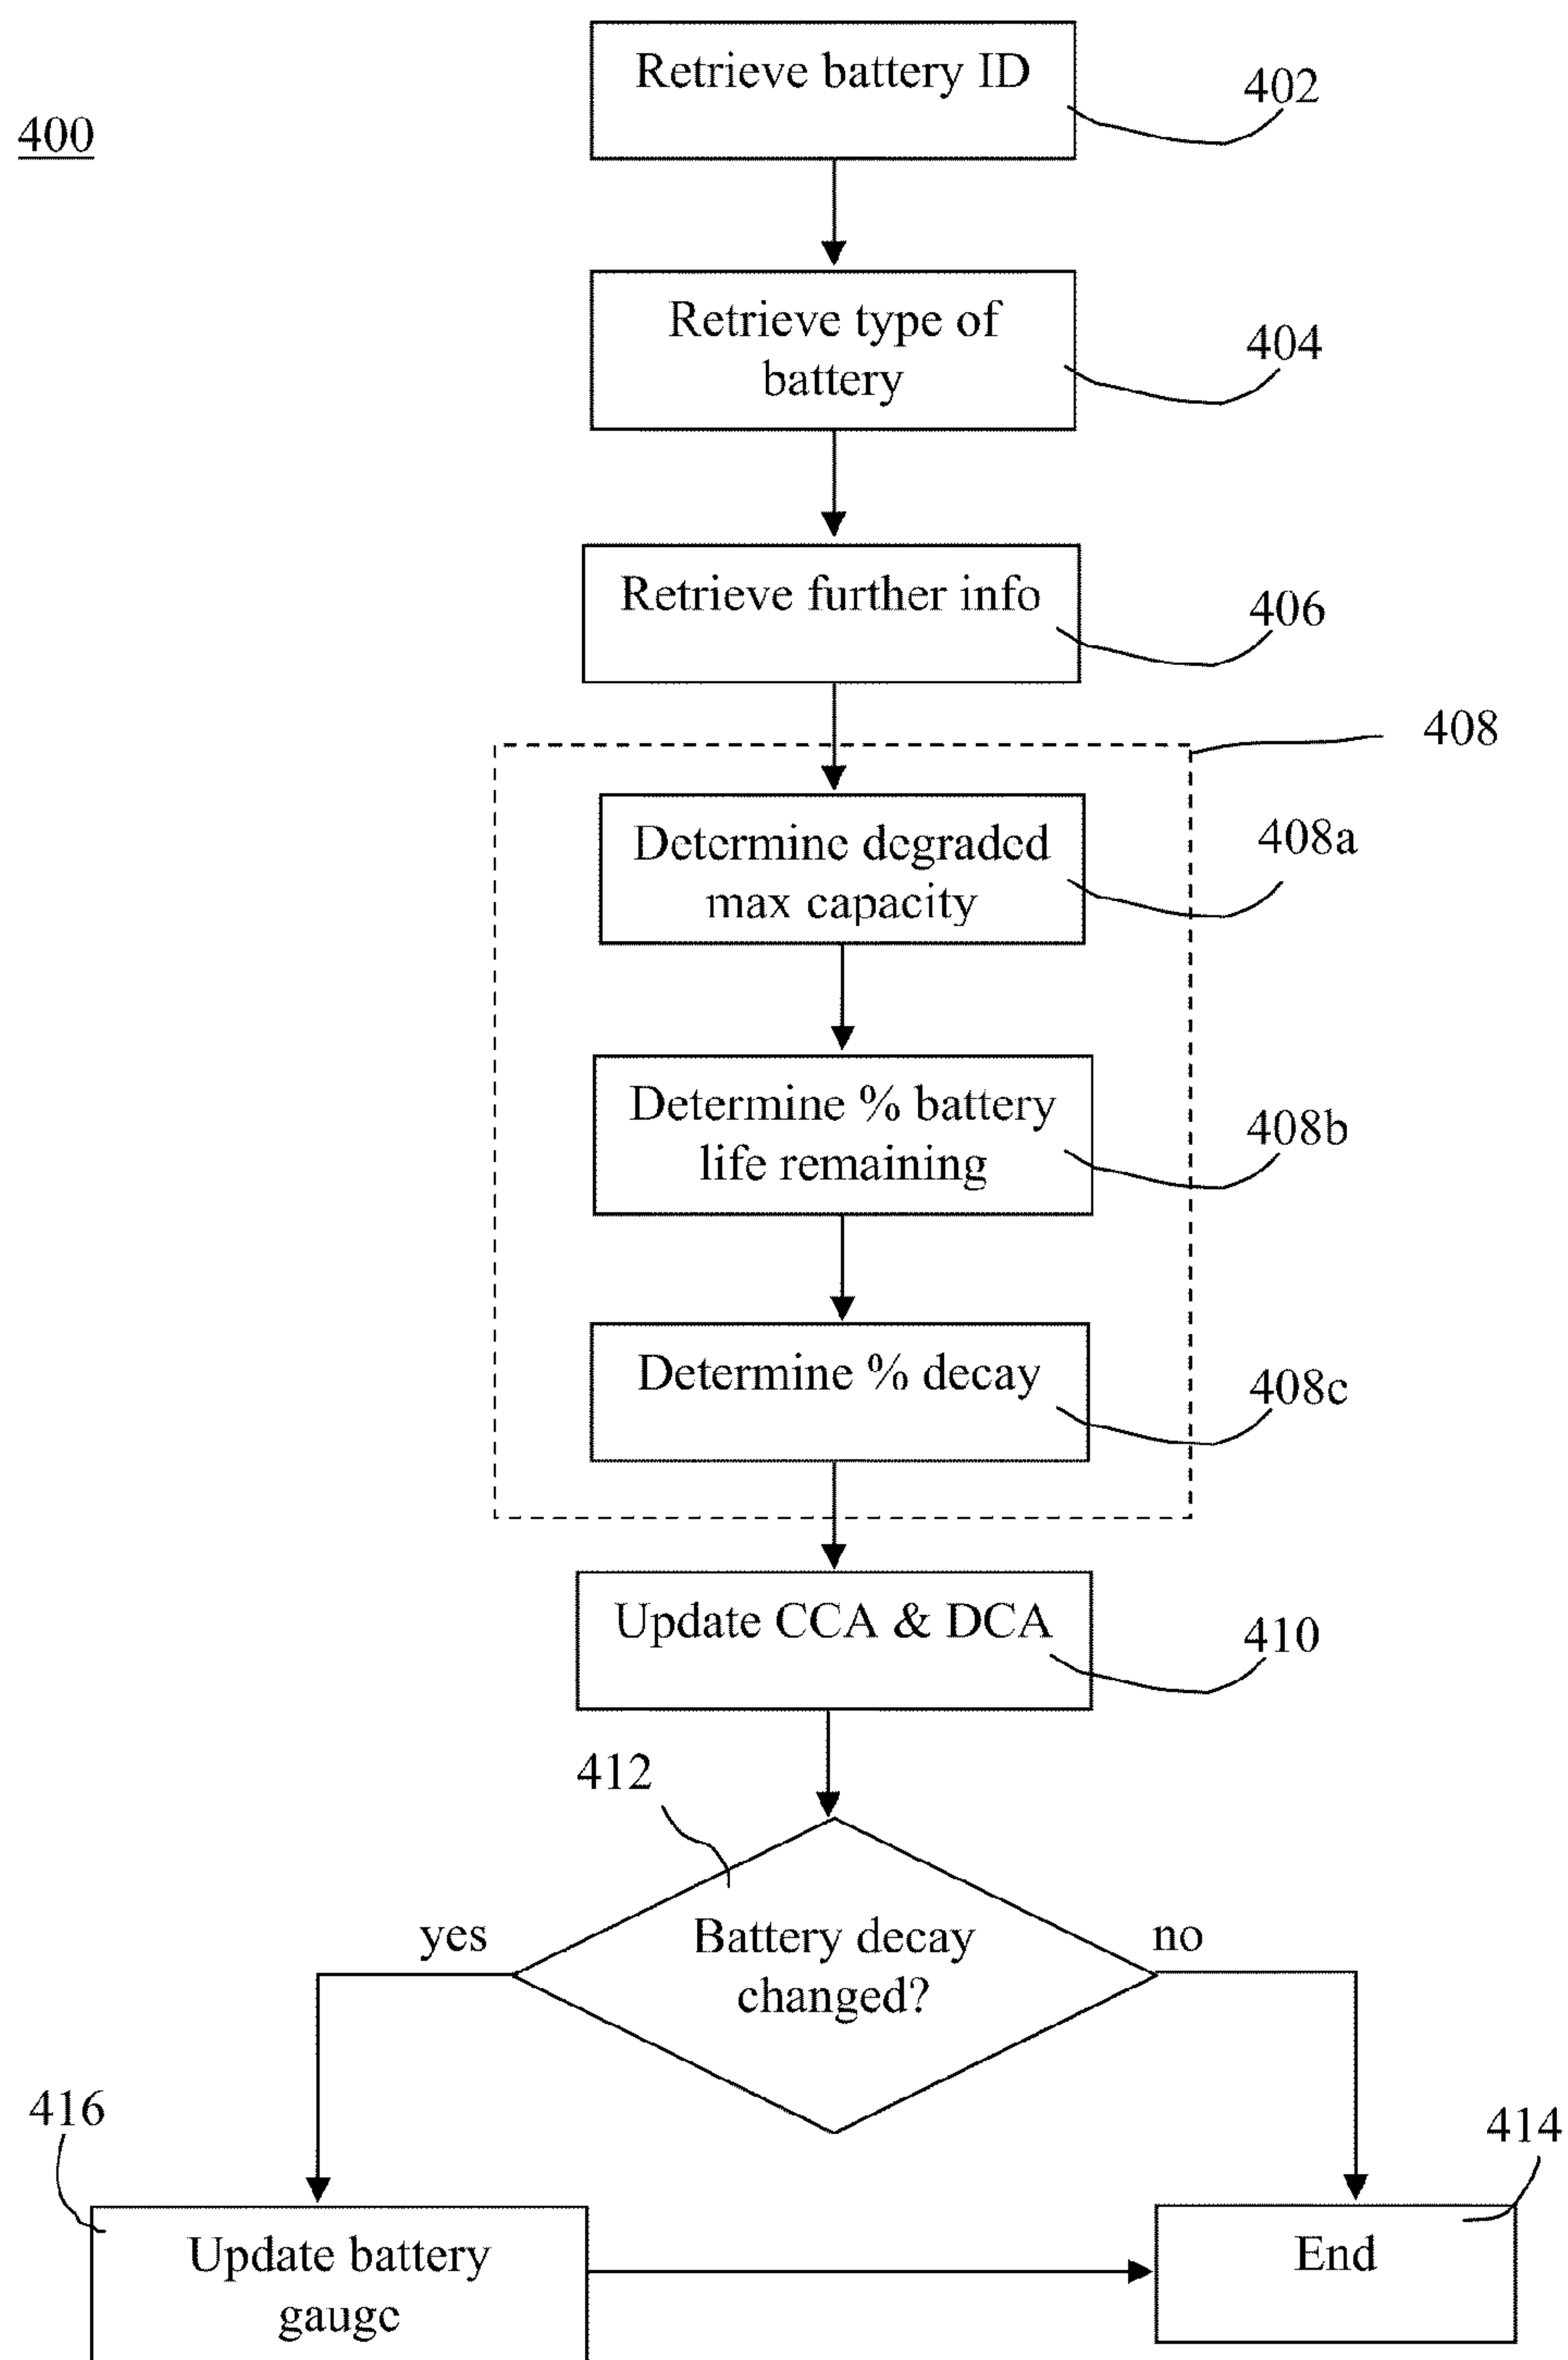 400
Retrieve battery ID
402
Retrieve type of
battery
404
Retrieve further info
406
408
Determine degraded
max capacity
408a
Determine % battery
life remaining
408b
Determine % decay
408c
Update CCA & DCA
410
412
yes
Battery decay
changed?
no
416
414
Update battery
gauge
End